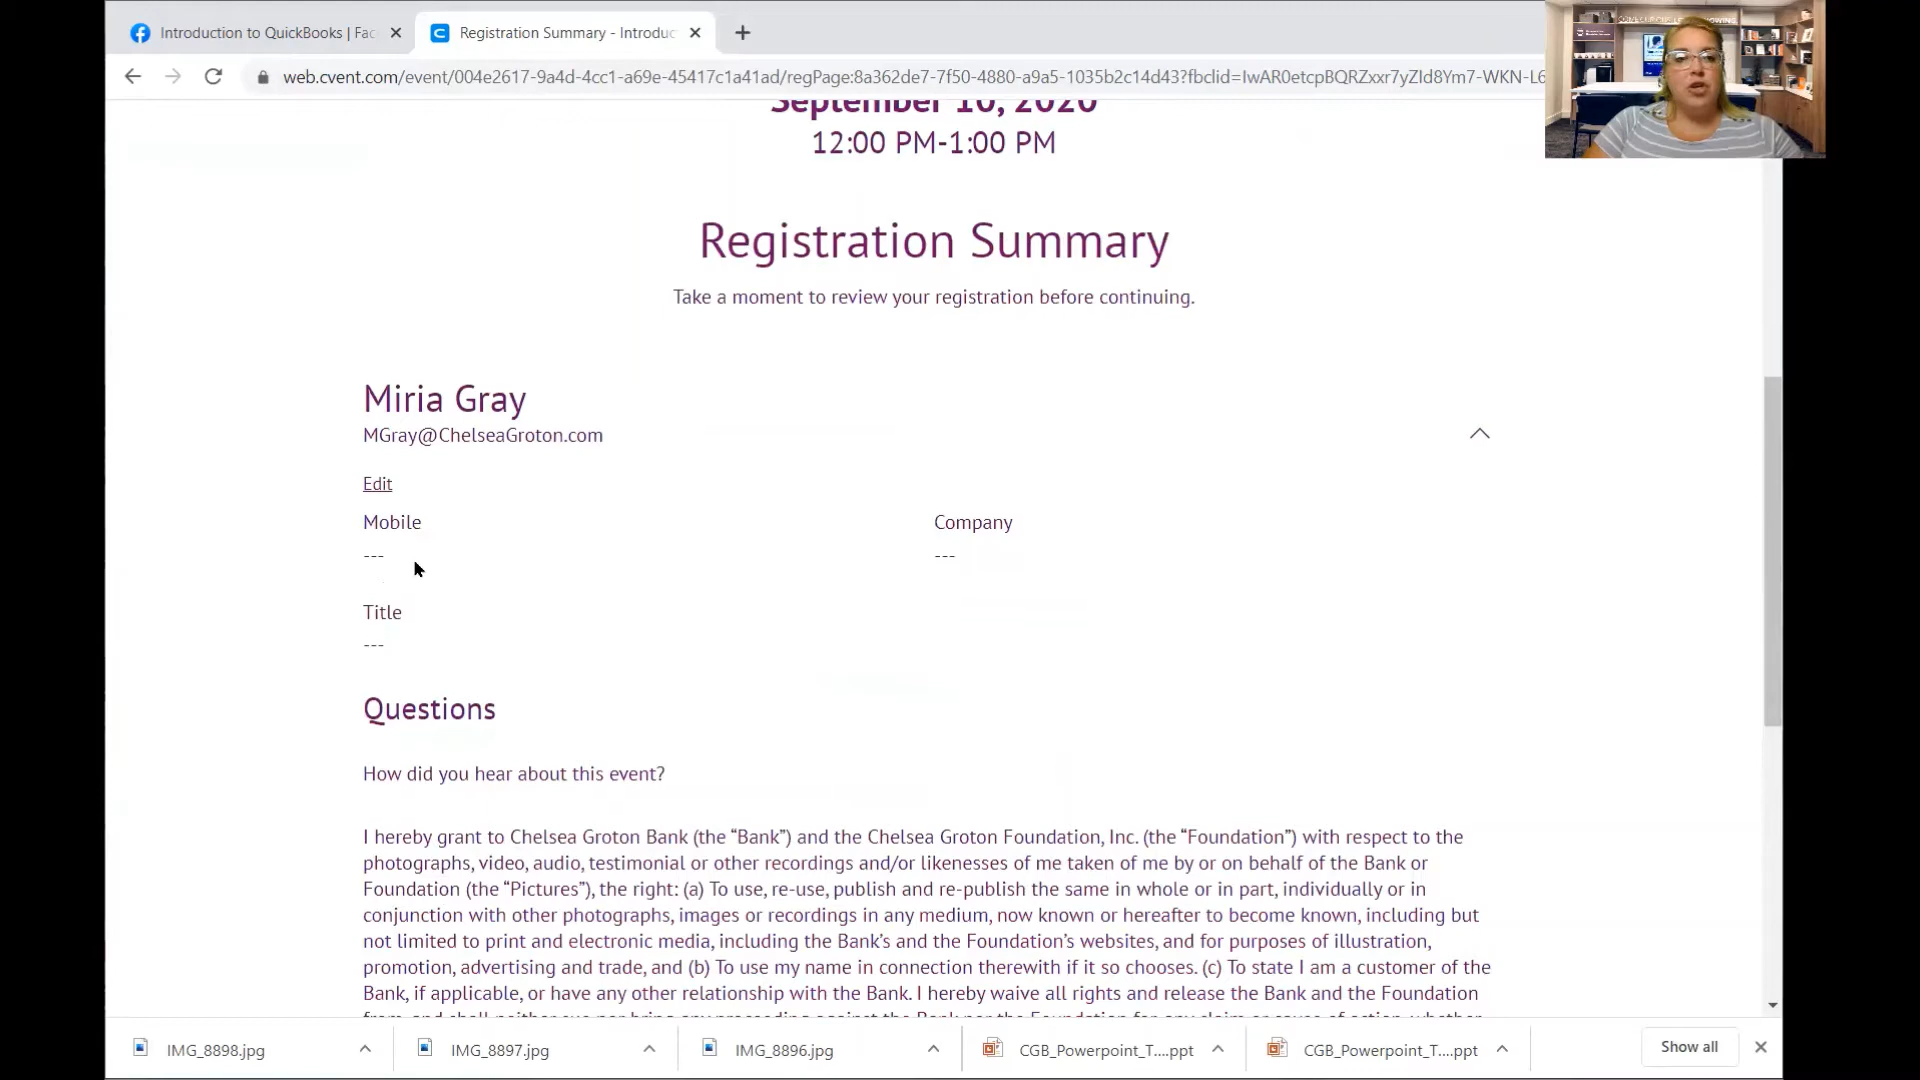 Introduction to QuickBooks | Fac
Registration Summary - Introduc
web.cvent.com/event/004e2617-9a4d-4cc1-a69e-45417c1a41ad/regPage:8a362de7-7f50-4880-a9a5-1035b2c14d43?fbclid=IwAR0etcpBQRZxxr7yZld8Ym7-WKN-L6
September 10, 2020
12:00 PM-1:00 PM
Registration Summary
Take a moment to review your registration before continuing.
Miria Gray
MGray@ChelseaGroton.com
Edit
Mobile
Company
---
---
Title
---
Questions
How did you hear about this event?
I hereby grant to Chelsea Groton Bank (the “Bank”) and the Chelsea Groton Foundation, Inc. (the “Foundation”) with respect to the
photographs, video, audio, testimonial or other recordings and/or likenesses of me taken of me by or on behalf of the Bank or
Foundation (the “Pictures”), the right: (a) To use, re-use, publish and re-publish the same in whole or in part, individually or in
conjunction with other photographs, images or recordings in any medium, now known or hereafter to become known, including but
not limited to print and electronic media, including the Bank’s and the Foundation’s websites, and for purposes of illustration,
promotion, advertising and trade, and (b) To use my name in connection therewith if it so chooses. (c) To state I am a customer of the
Bank, if applicable, or have any other relationship with the Bank. I hereby waive all rights and release the Bank and the Foundation
IMG_8898.jpg
IMG_8897.jpg
IMG_8896.jpg
CGB_Powerpoint_T....ppt
CGB_Powerpoint_T....ppt
Show all